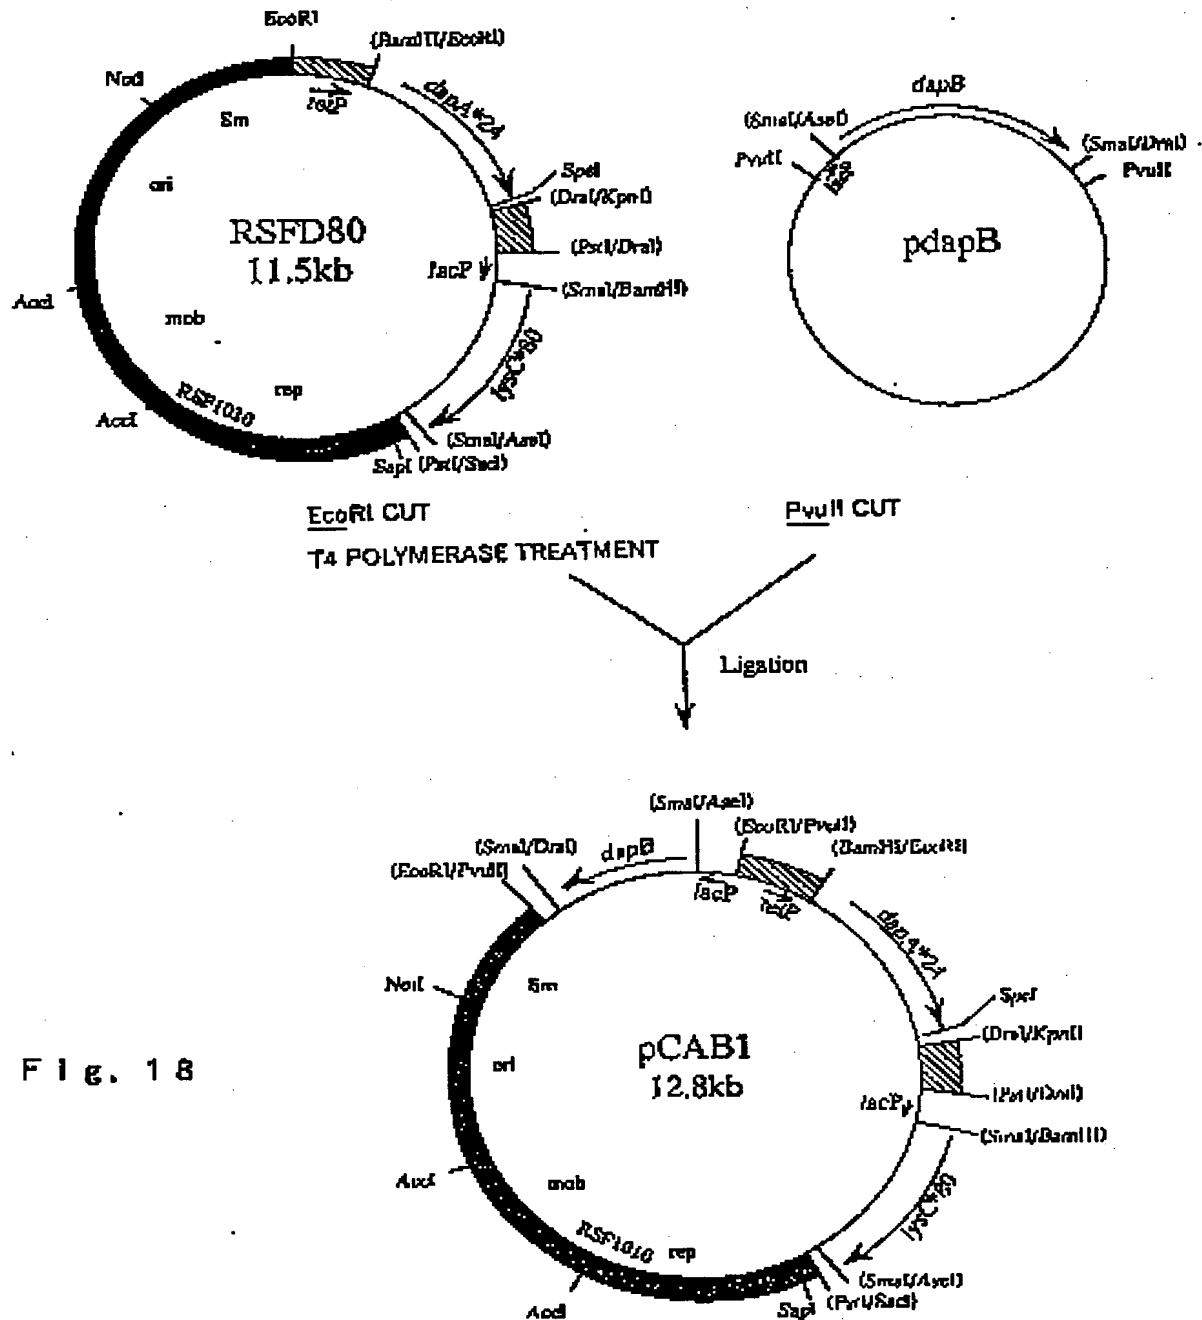 EcoRI
(BamHI/EcoRI)
NotI
Sm
tetP
dapA*24
ori
SpeI
(DraI/KpnI)
RSFD80
11.5kb
(PstI/DraI)
lacP
(SmaI/BamHI)
AccI
mob
lysC*80
rep
RSF1010
AccI
(SmaI/AseI)
SapI
(PstI/SacI)
dapB
(SmaI/AseI)
(SmaI/DraI)
PvuII
PvuII
lacP
pdapB
EcoRI CUT
PvuII CUT
T4 POLYMERASE TREATMENT
Ligation
(SmaI/AseI)
(EcoRI/PvuII)
(SmaI/DraI)
dapB
(BamHI/EcoRI)
(EcoRI/PvuII)
lacP
tetP
dapA*24
NotI
Sm
SpeI
(DraI/KpnI)
pCAB1
12.8kb
ori
Fig. 18
(PstI/DraI)
lacP
(SmaI/BamHI)
AccI
mob
lysC*80
RSF1010
rep
(SmaI/AseI)
AccI
SapI
(PstI/SacI)